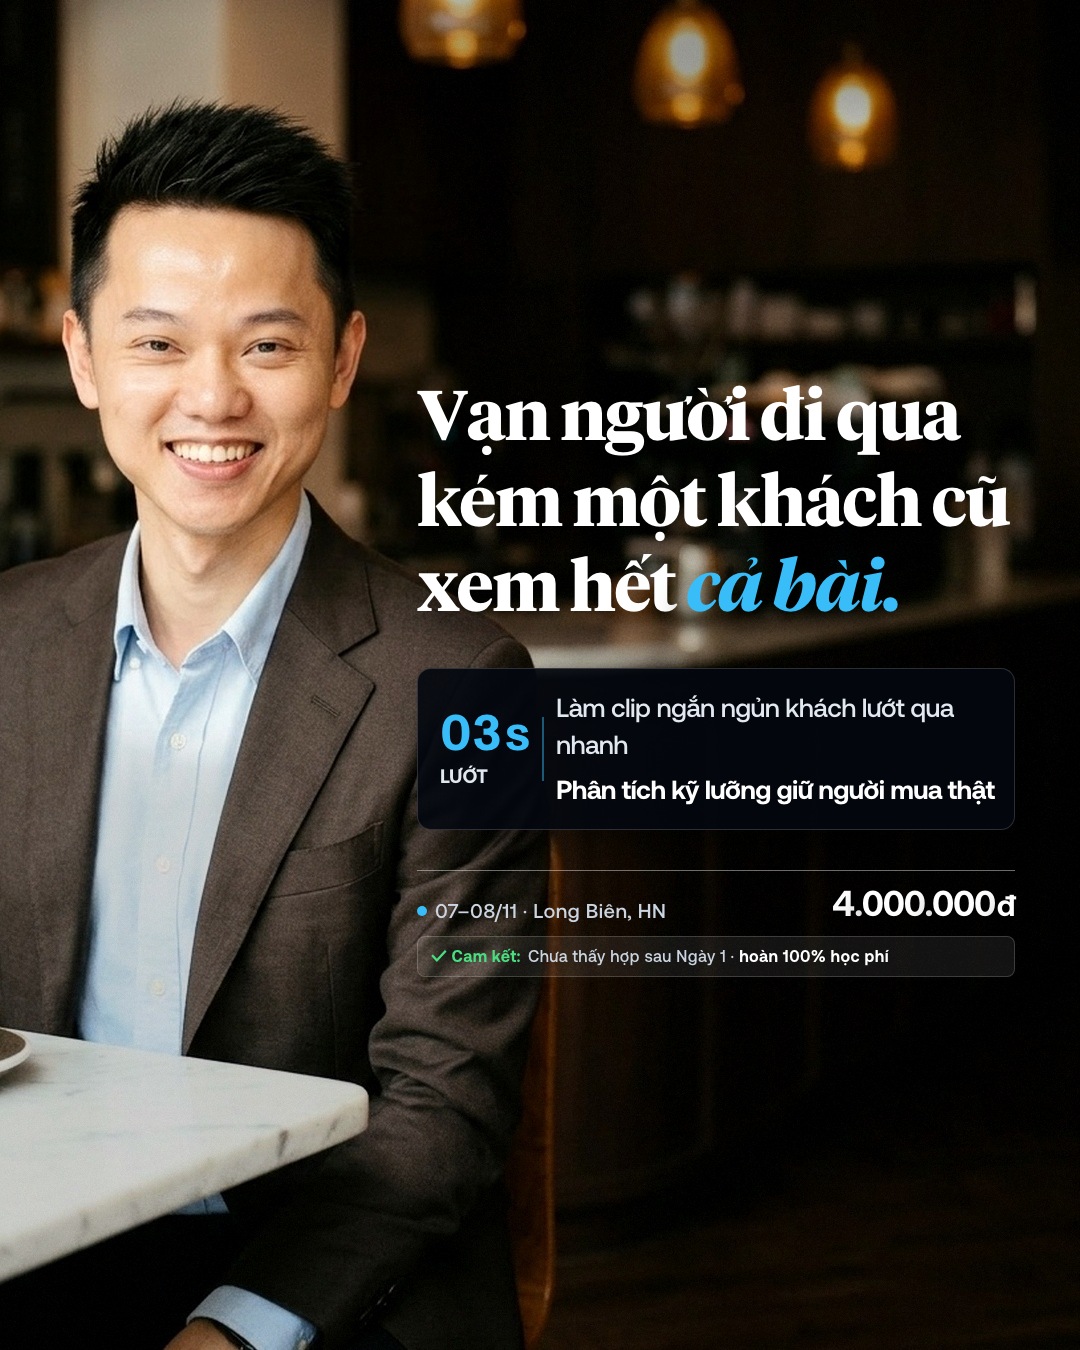 Vạn người đi qua
kém một khách cũ
xem hết cả bài.
03s
LƯỚT
Làm clip ngắn ngủn khách lướt qua
nhanh
Phân tích kỹ lưỡng giữ người mua thật
07–08/11 · Long Biên, HN
4.000.000đ
✓ Cam kết: Chưa thấy hợp sau Ngày 1 · hoàn 100% học phí